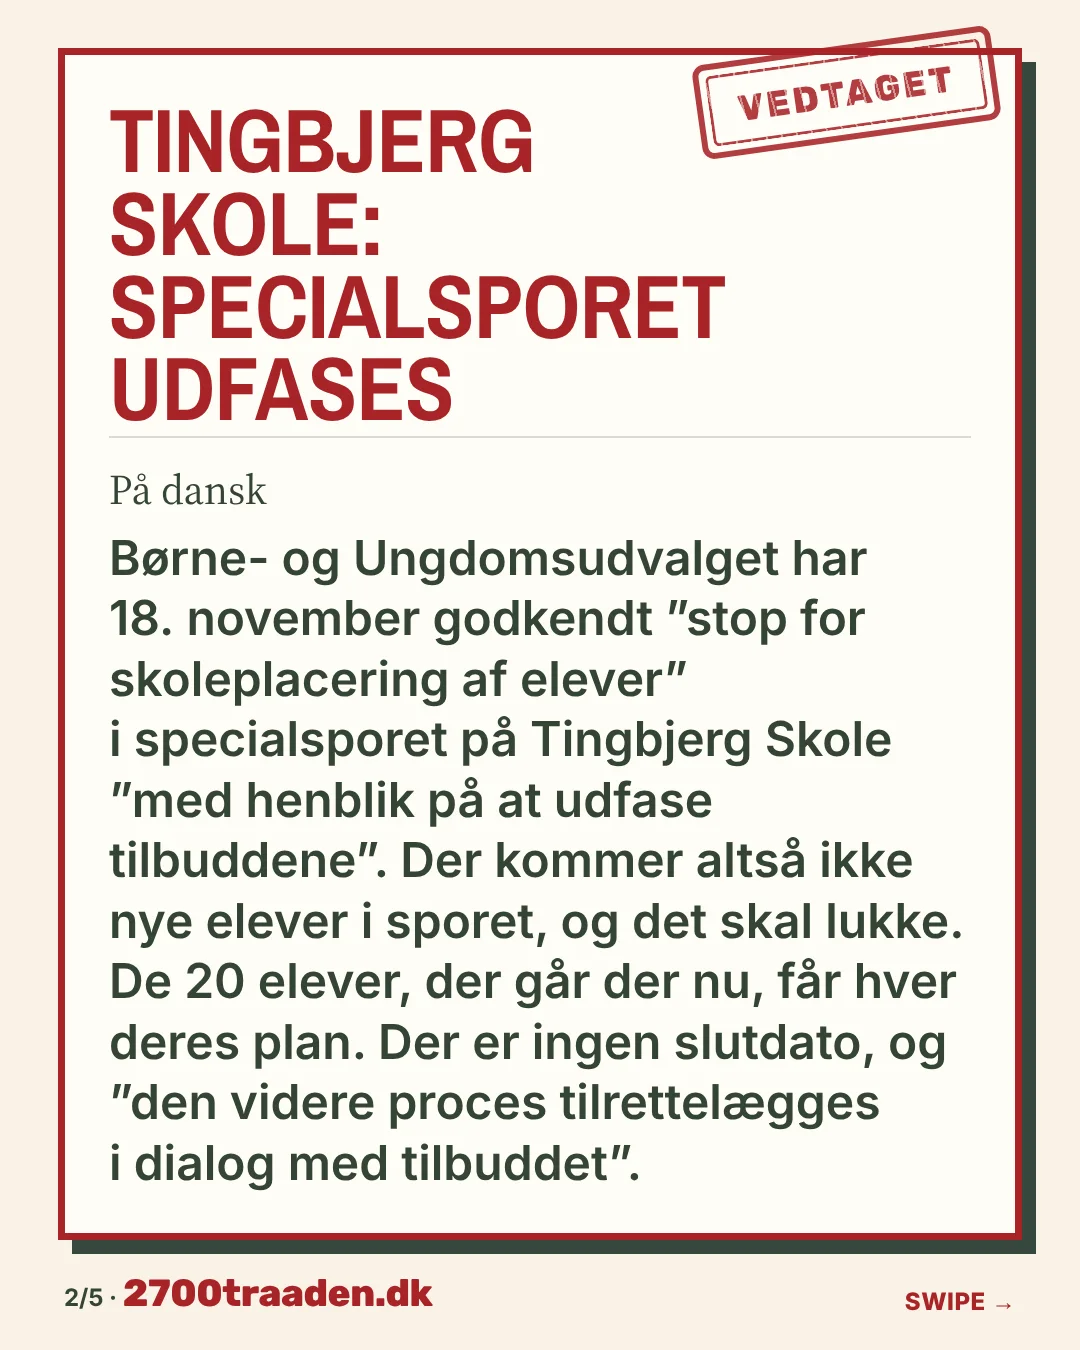 VEDTAGET
TINGBJERG
SKOLE:
SPECIALSPORET
UDFASES
På dansk
Børne- og Ungdomsudvalget har
18. november godkendt ”stop for
skoleplacering af elever”
i specialsporet på Tingbjerg Skole
”med henblik på at udfase
tilbuddene”. Der kommer altså ikke
nye elever i sporet, og det skal lukke.
De 20 elever, der går der nu, får hver
deres plan. Der er ingen slutdato, og
”den videre proces tilrettelægges
i dialog med tilbuddet”.
2/5 · 2700traaden.dk
SWIPE →